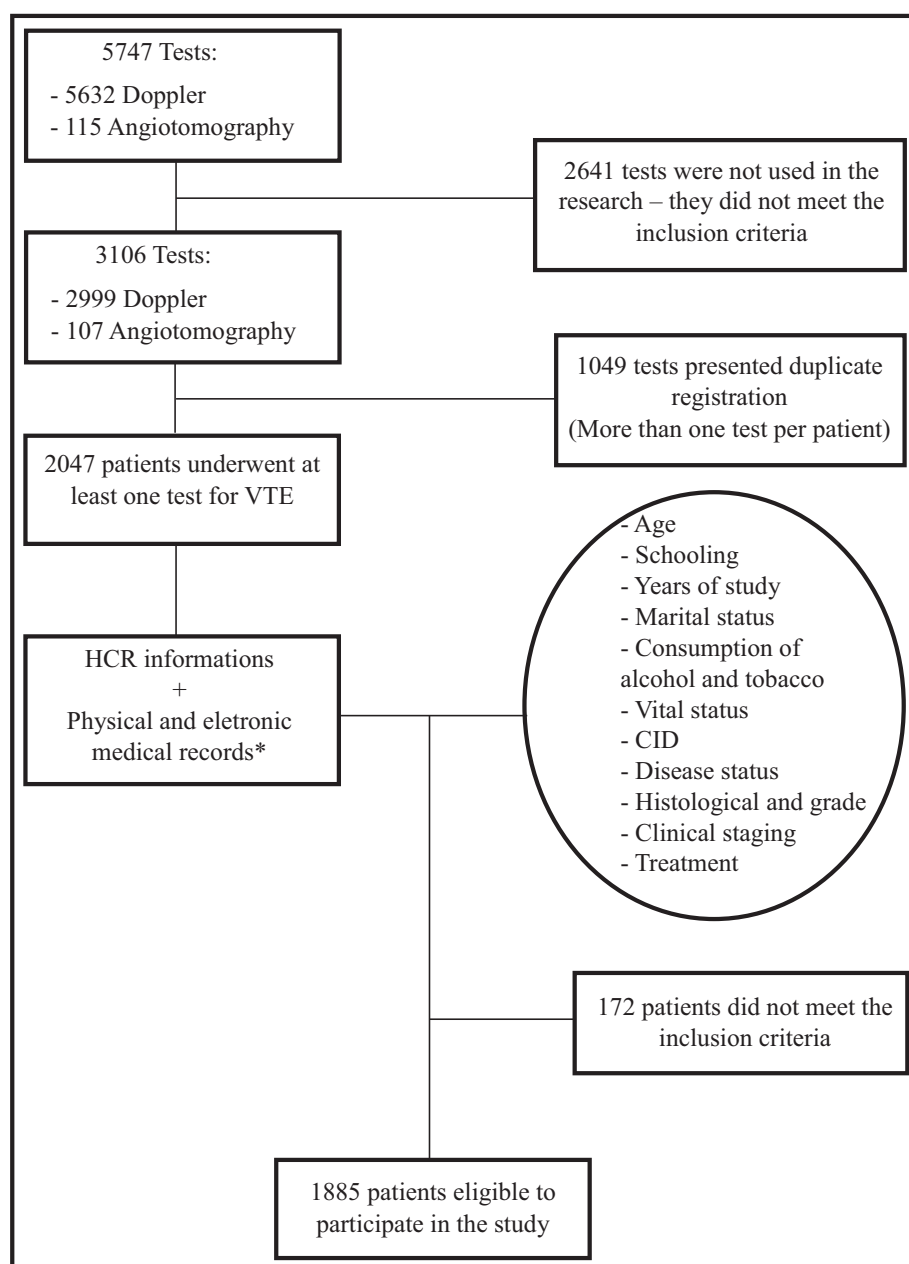 5747 Tests:
- 5632 Doppler
- 115 Angiotomography
2641 tests were not used in the
research – they did not meet the
inclusion criteria
3106 Tests:
- 2999 Doppler
- 107 Angiotomography
1049 tests presented duplicate
registration
(More than one test per patient)
2047 patients underwent at
least one test for VTE
- Age
- Schooling
- Years of study
- Marital status
- Consumption of
alcohol and tobacco
- Vital status
- CID
- Disease status
- Histological and grade
- Clinical staging
- Treatment
HCR informations
+
Physical and eletronic
medical records*
172 patients did not meet the
inclusion criteria
1885 patients eligible to
participate in the study